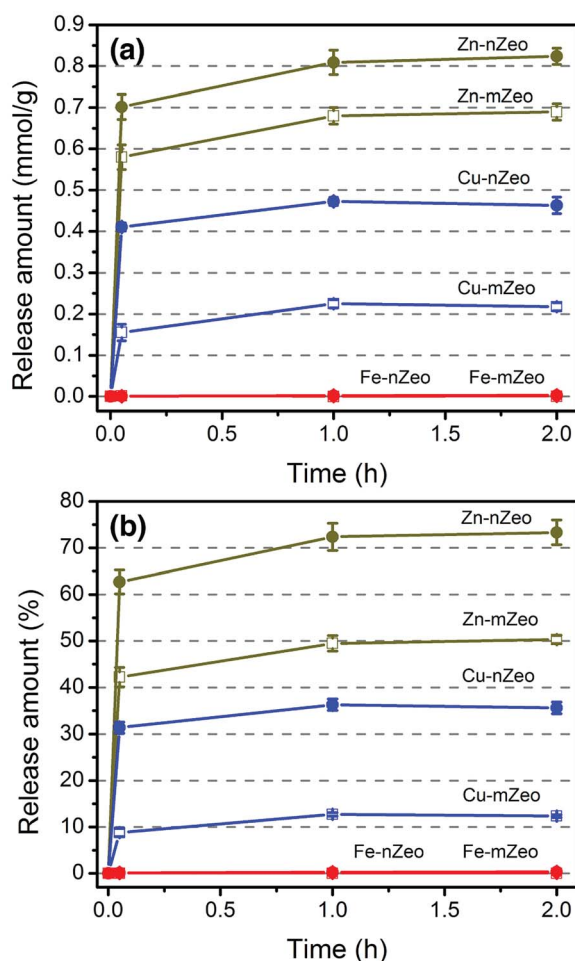 (a)
Zn-nZeo
Zn-mZeo
Cu-nZeo
Cu-mZeo
Fe-nZeo Fe-mZeo
Release amount (mmol/g)
0.9
0.8
0.7
0.6
0.5
0.4
0.3
0.2
0.1
0.0
0.0 0.5 1.0 1.5 2.0
Time (h)
(b)
Zn-nZeo
Zn-mZeo
Cu-nZeo
Cu-mZeo
Fe-nZeo Fe-mZeo
Release amount (%)
80
70
60
50
40
30
20
10
0
0.0 0.5 1.0 1.5 2.0
Time (h)